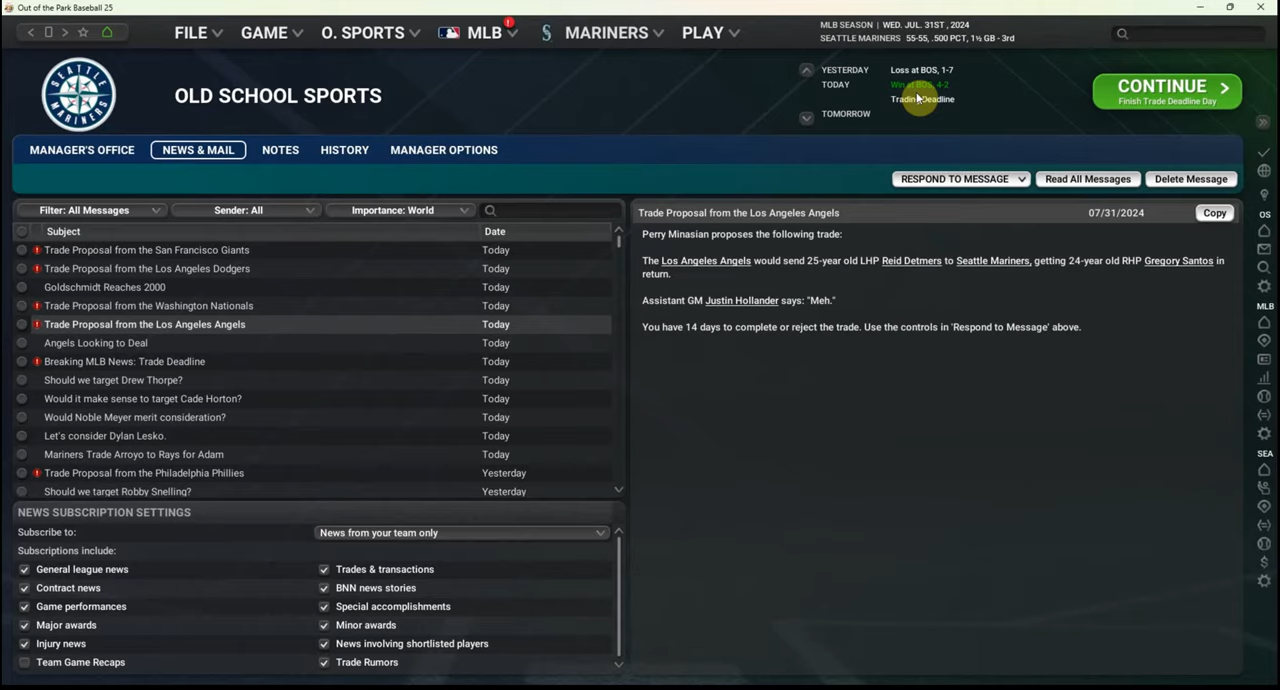 Out of the Park Baseball 25
FILE
GAME
O. SPORTS
MLB
MARINERS
PLAY
MLB SEASON | WED. JUL. 31ST , 2024
SEATTLE MARINERS 55-55, .500 PCT, 1½ GB - 3rd
SEATTLE
MARINERS
OLD SCHOOL SPORTS
YESTERDAY Loss at BOS, 1-7
TODAY Win at BOS, 4-2
Trading Deadline
TOMORROW
CONTINUE
Finish Trade Deadline Day
MANAGER'S OFFICE
NEWS & MAIL
NOTES
HISTORY
MANAGER OPTIONS
RESPOND TO MESSAGE
Read All Messages
Delete Message
Filter: All Messages
Sender: All
Importance: World
Subject Date
Trade Proposal from the San Francisco Giants Today
Trade Proposal from the Los Angeles Dodgers Today
Goldschmidt Reaches 2000 Today
Trade Proposal from the Washington Nationals Today
Trade Proposal from the Los Angeles Angels Today
Angels Looking to Deal Today
Breaking MLB News: Trade Deadline Today
Should we target Drew Thorpe? Today
Would it make sense to target Cade Horton? Today
Would Noble Meyer merit consideration? Today
Let's consider Dylan Lesko. Today
Mariners Trade Arroyo to Rays for Adam Today
Trade Proposal from the Philadelphia Phillies Yesterday
Should we target Robby Snelling? Yesterday
NEWS SUBSCRIPTION SETTINGS
Subscribe to: News from your team only
Subscriptions include:
General league news Trades & transactions
Contract news BNN news stories
Game performances Special accomplishments
Major awards Minor awards
Injury news News involving shortlisted players
Team Game Recaps Trade Rumors
Trade Proposal from the Los Angeles Angels 07/31/2024 Copy
Perry Minasian proposes the following trade:
The Los Angeles Angels would send 25-year old LHP Reid Detmers to Seattle Mariners, getting 24-year old RHP Gregory Santos in
return.
Assistant GM Justin Hollander says: "Meh."
You have 14 days to complete or reject the trade. Use the controls in 'Respond to Message' above.
OS
MLB
SEA